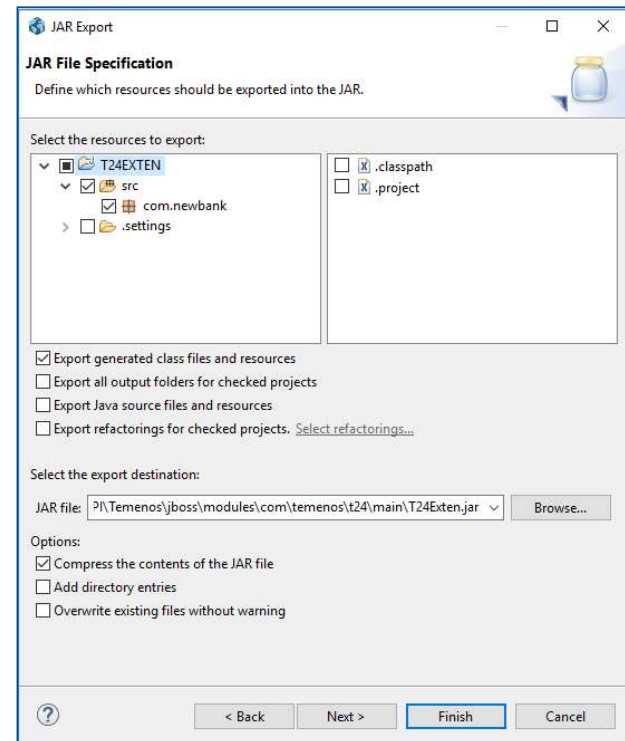 JAR Export
JAR File Specification
Define which resources should be exported into the JAR.
Select the resources to export:
T24EXTEN
src
com.newbank
.settings
.classpath
.project
Export generated class files and resources
Export all output folders for checked projects
Export Java source files and resources
Export refactorings for checked projects. Select refactorings...
Select the export destination:
JAR file: PI\Temenos\jboss\modules\com\temenos\t24\main\T24Exten.jar Browse...
Options:
Compress the contents of the JAR file
Add directory entries
Overwrite existing files without warning
< Back Next > Finish Cancel